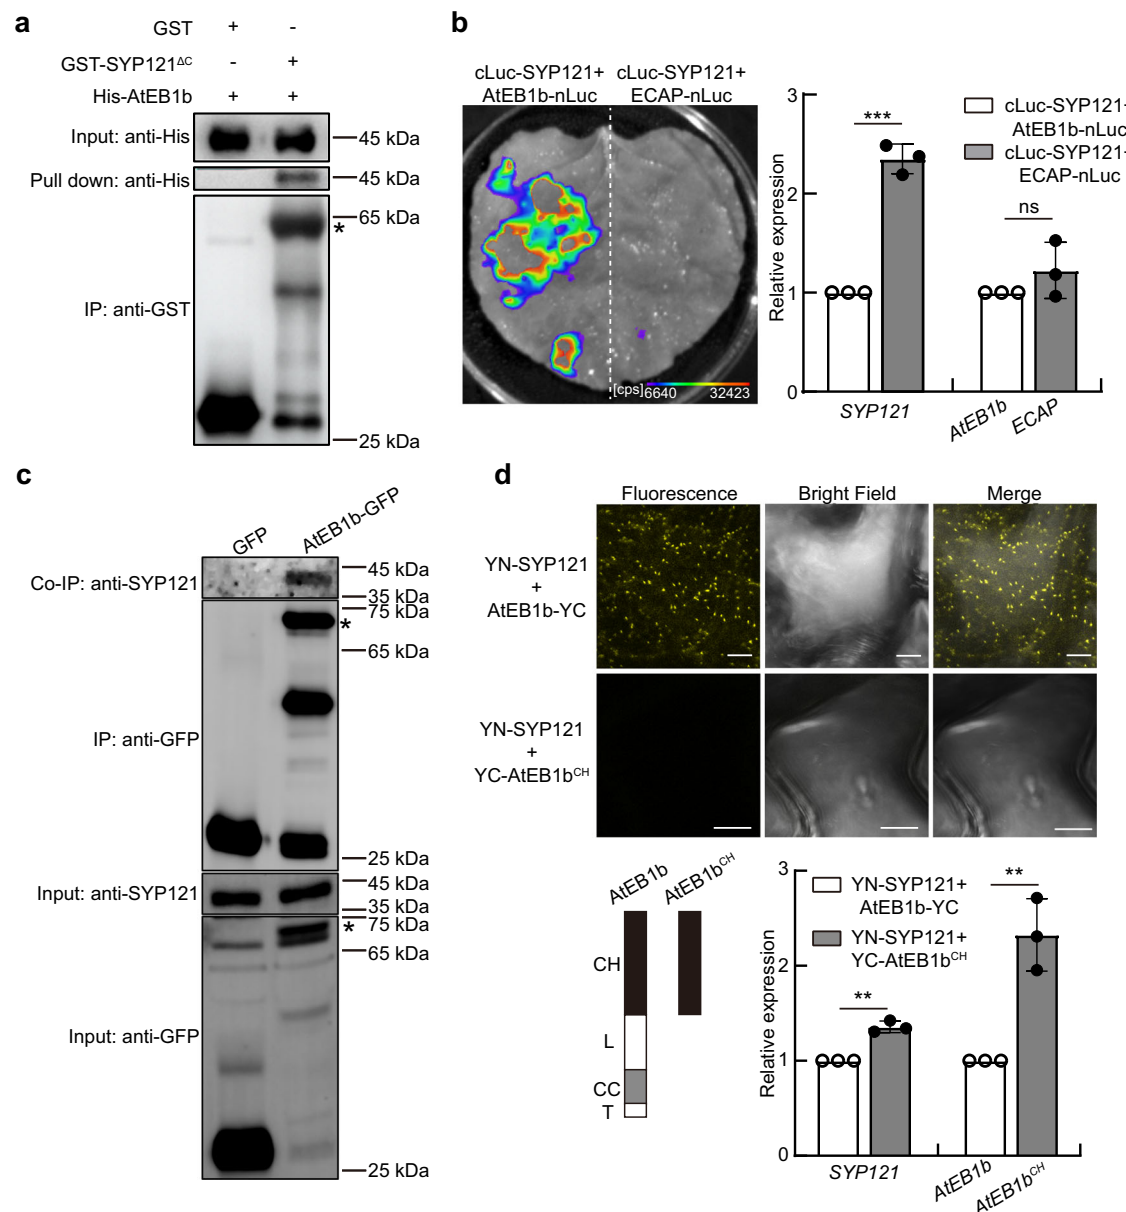 a
GST + -
GST-SYP121ΔC - +
His-AtEB1b + +
Input: anti-His
45 kDa
Pull down: anti-His
45 kDa
65 kDa
*
IP: anti-GST
25 kDa
b
cLuc-SYP121+ cLuc-SYP121+
AtEB1b-nLuc ECAP-nLuc
[cps] 6640 32423
Relative expression
3
2
1
0
***
ns
cLuc-SYP121+
AtEB1b-nLuc
cLuc-SYP121+
ECAP-nLuc
SYP121
AtEB1b
ECAP
c
GFP
AtEB1b-GFP
Co-IP: anti-SYP121
45 kDa
35 kDa
75 kDa
*
65 kDa
IP: anti-GFP
25 kDa
Input: anti-SYP121
45 kDa
35 kDa
75 kDa
*
65 kDa
Input: anti-GFP
25 kDa
d
Fluorescence Bright Field Merge
YN-SYP121
+
AtEB1b-YC
YN-SYP121
+
YC-AtEB1bCH
AtEB1b
AtEB1bCH
CH
L
CC
T
Relative expression
3
2
1
0
YN-SYP121+
AtEB1b-YC
YN-SYP121+
YC-AtEB1bCH
**
**
SYP121
AtEB1b
AtEB1bCH